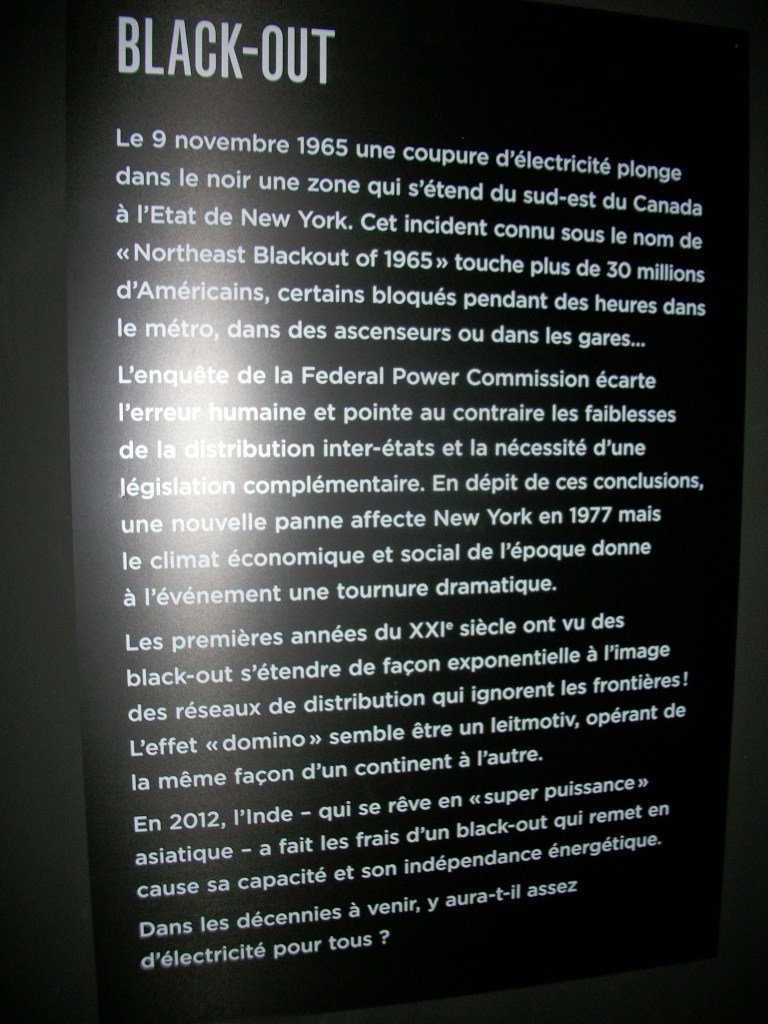 BLACK-OUT
Le 9 novembre 1965 une coupure d'électricité plonge
dans le noir une zone qui s'étend du sud-est du Canada
à l'Etat de New York. Cet incident connu sous le nom de
« Northeast Blackout of 1965 » touche plus de 30 millions
d'Américains, certains bloqués pendant des heures dans
le métro, dans des ascenseurs ou dans les gares...
L'enquête de la Federal Power Commission écarte
l'erreur humaine et pointe au contraire les faiblesses
de la distribution inter-états et la nécessité d'une
législation complémentaire. En dépit de ces conclusions,
une nouvelle panne affecte New York en 1977 mais
le climat économique et social de l'époque donne
à l'événement une tournure dramatique.
Les premières années du XXIe siècle ont vu des
black-out s'étendre de façon exponentielle à l'image
des réseaux de distribution qui ignorent les frontières !
L'effet « domino » semble être un leitmotiv, opérant de
la même façon d'un continent à l'autre.
En 2012, l'Inde – qui se rêve en « super puissance »
asiatique – a fait les frais d'un black-out qui remet en
cause sa capacité et son indépendance énergétique.
Dans les décennies à venir, y aura-t-il assez
d'électricité pour tous ?